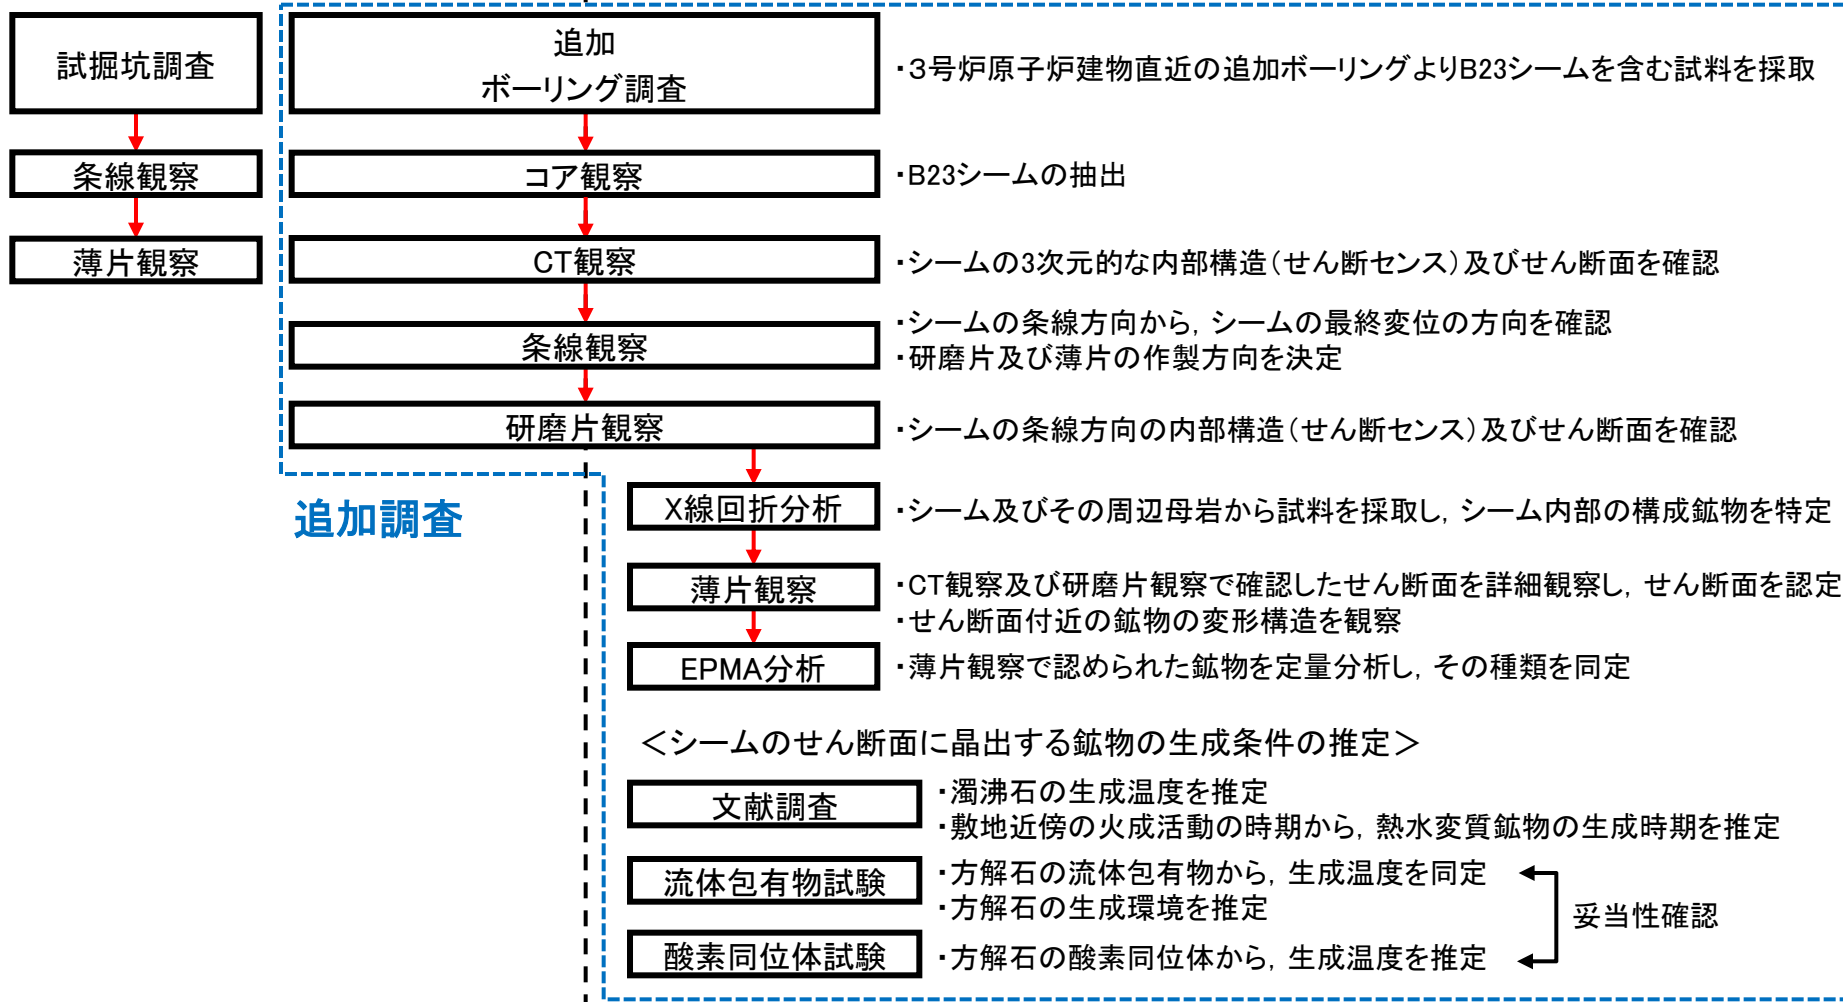 試掘坑調査
条線観察
薄片観察
追加
ボーリング調査
・3号炉原子炉建物直近の追加ボーリングよりB23シームを含む試料を採取
コア観察
・B23シームの抽出
CT観察
・シームの3次元的な内部構造（せん断センス）及びせん断面を確認
条線観察
・シームの条線方向から，シームの最終変位の方向を確認
・研磨片及び薄片の作製方向を決定
研磨片観察
・シームの条線方向の内部構造（せん断センス）及びせん断面を確認
追加調査
X線回折分析
・シーム及びその周辺母岩から試料を採取し，シーム内部の構成鉱物を特定
薄片観察
・CT観察及び研磨片観察で確認したせん断面を詳細観察し，せん断面を認定
・せん断面付近の鉱物の変形構造を観察
EPMA分析
・薄片観察で認められた鉱物を定量分析し，その種類を同定
＜シームのせん断面に晶出する鉱物の生成条件の推定＞
文献調査
・濁沸石の生成温度を推定
・敷地近傍の火成活動の時期から，熱水変質鉱物の生成時期を推定
流体包有物試験
・方解石の流体包有物から，生成温度を同定
・方解石の生成環境を推定
妥当性確認
酸素同位体試験
・方解石の酸素同位体から，生成温度を推定